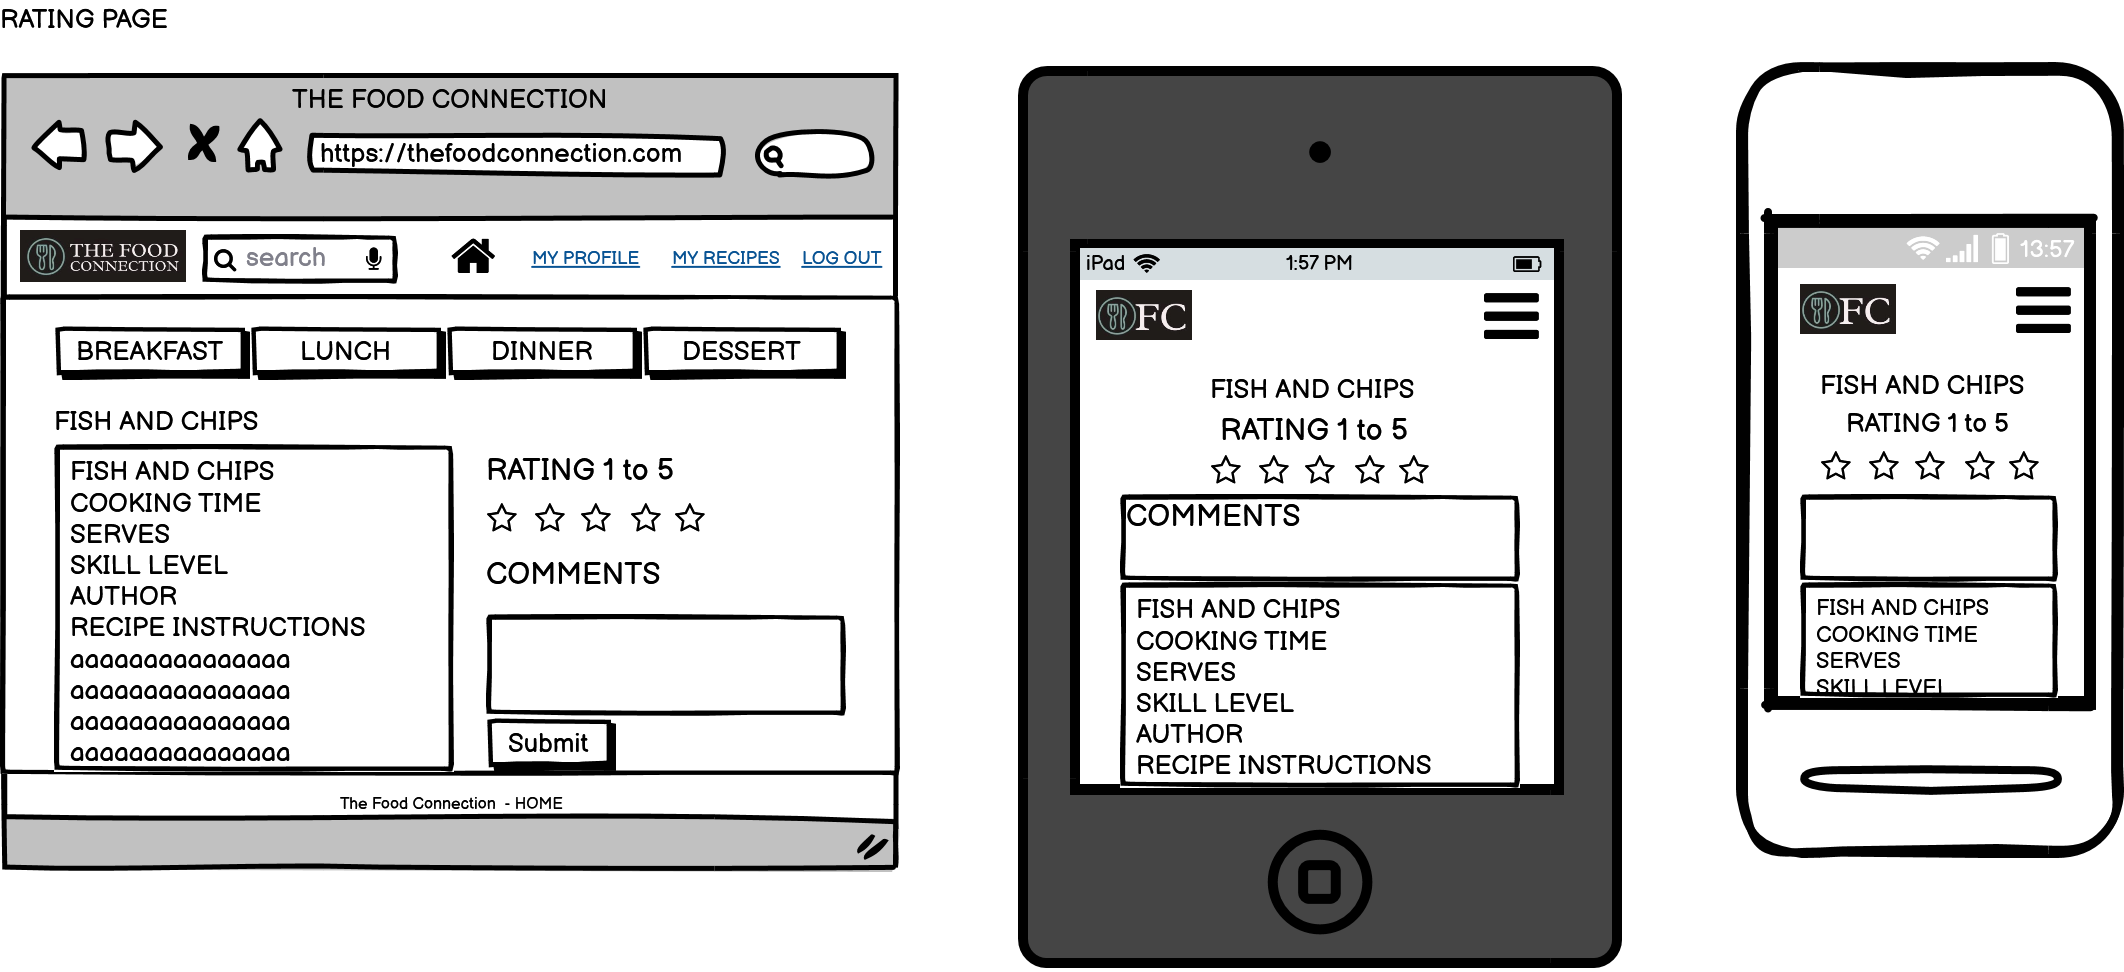 RATING PAGE
THE FOOD CONNECTION
https://thefoodconnection.com
THE FOOD
CONNECTION
search
MY PROFILE
MY RECIPES
LOG OUT
BREAKFAST
LUNCH
DINNER
DESSERT
FISH AND CHIPS
FISH AND CHIPS
COOKING TIME
SERVES
SKILL LEVEL
AUTHOR
RECIPE INSTRUCTIONS
aaaaaaaaaaaaaaa
aaaaaaaaaaaaaaa
aaaaaaaaaaaaaaa
aaaaaaaaaaaaaaa
RATING 1 to 5
COMMENTS
Submit
The Food Connection - HOME
iPad
1:57 PM
FC
FISH AND CHIPS
RATING 1 to 5
COMMENTS
FISH AND CHIPS
COOKING TIME
SERVES
SKILL LEVEL
AUTHOR
RECIPE INSTRUCTIONS
13:57
FC
FISH AND CHIPS
RATING 1 to 5
FISH AND CHIPS
COOKING TIME
SERVES
SKILL LEVEL